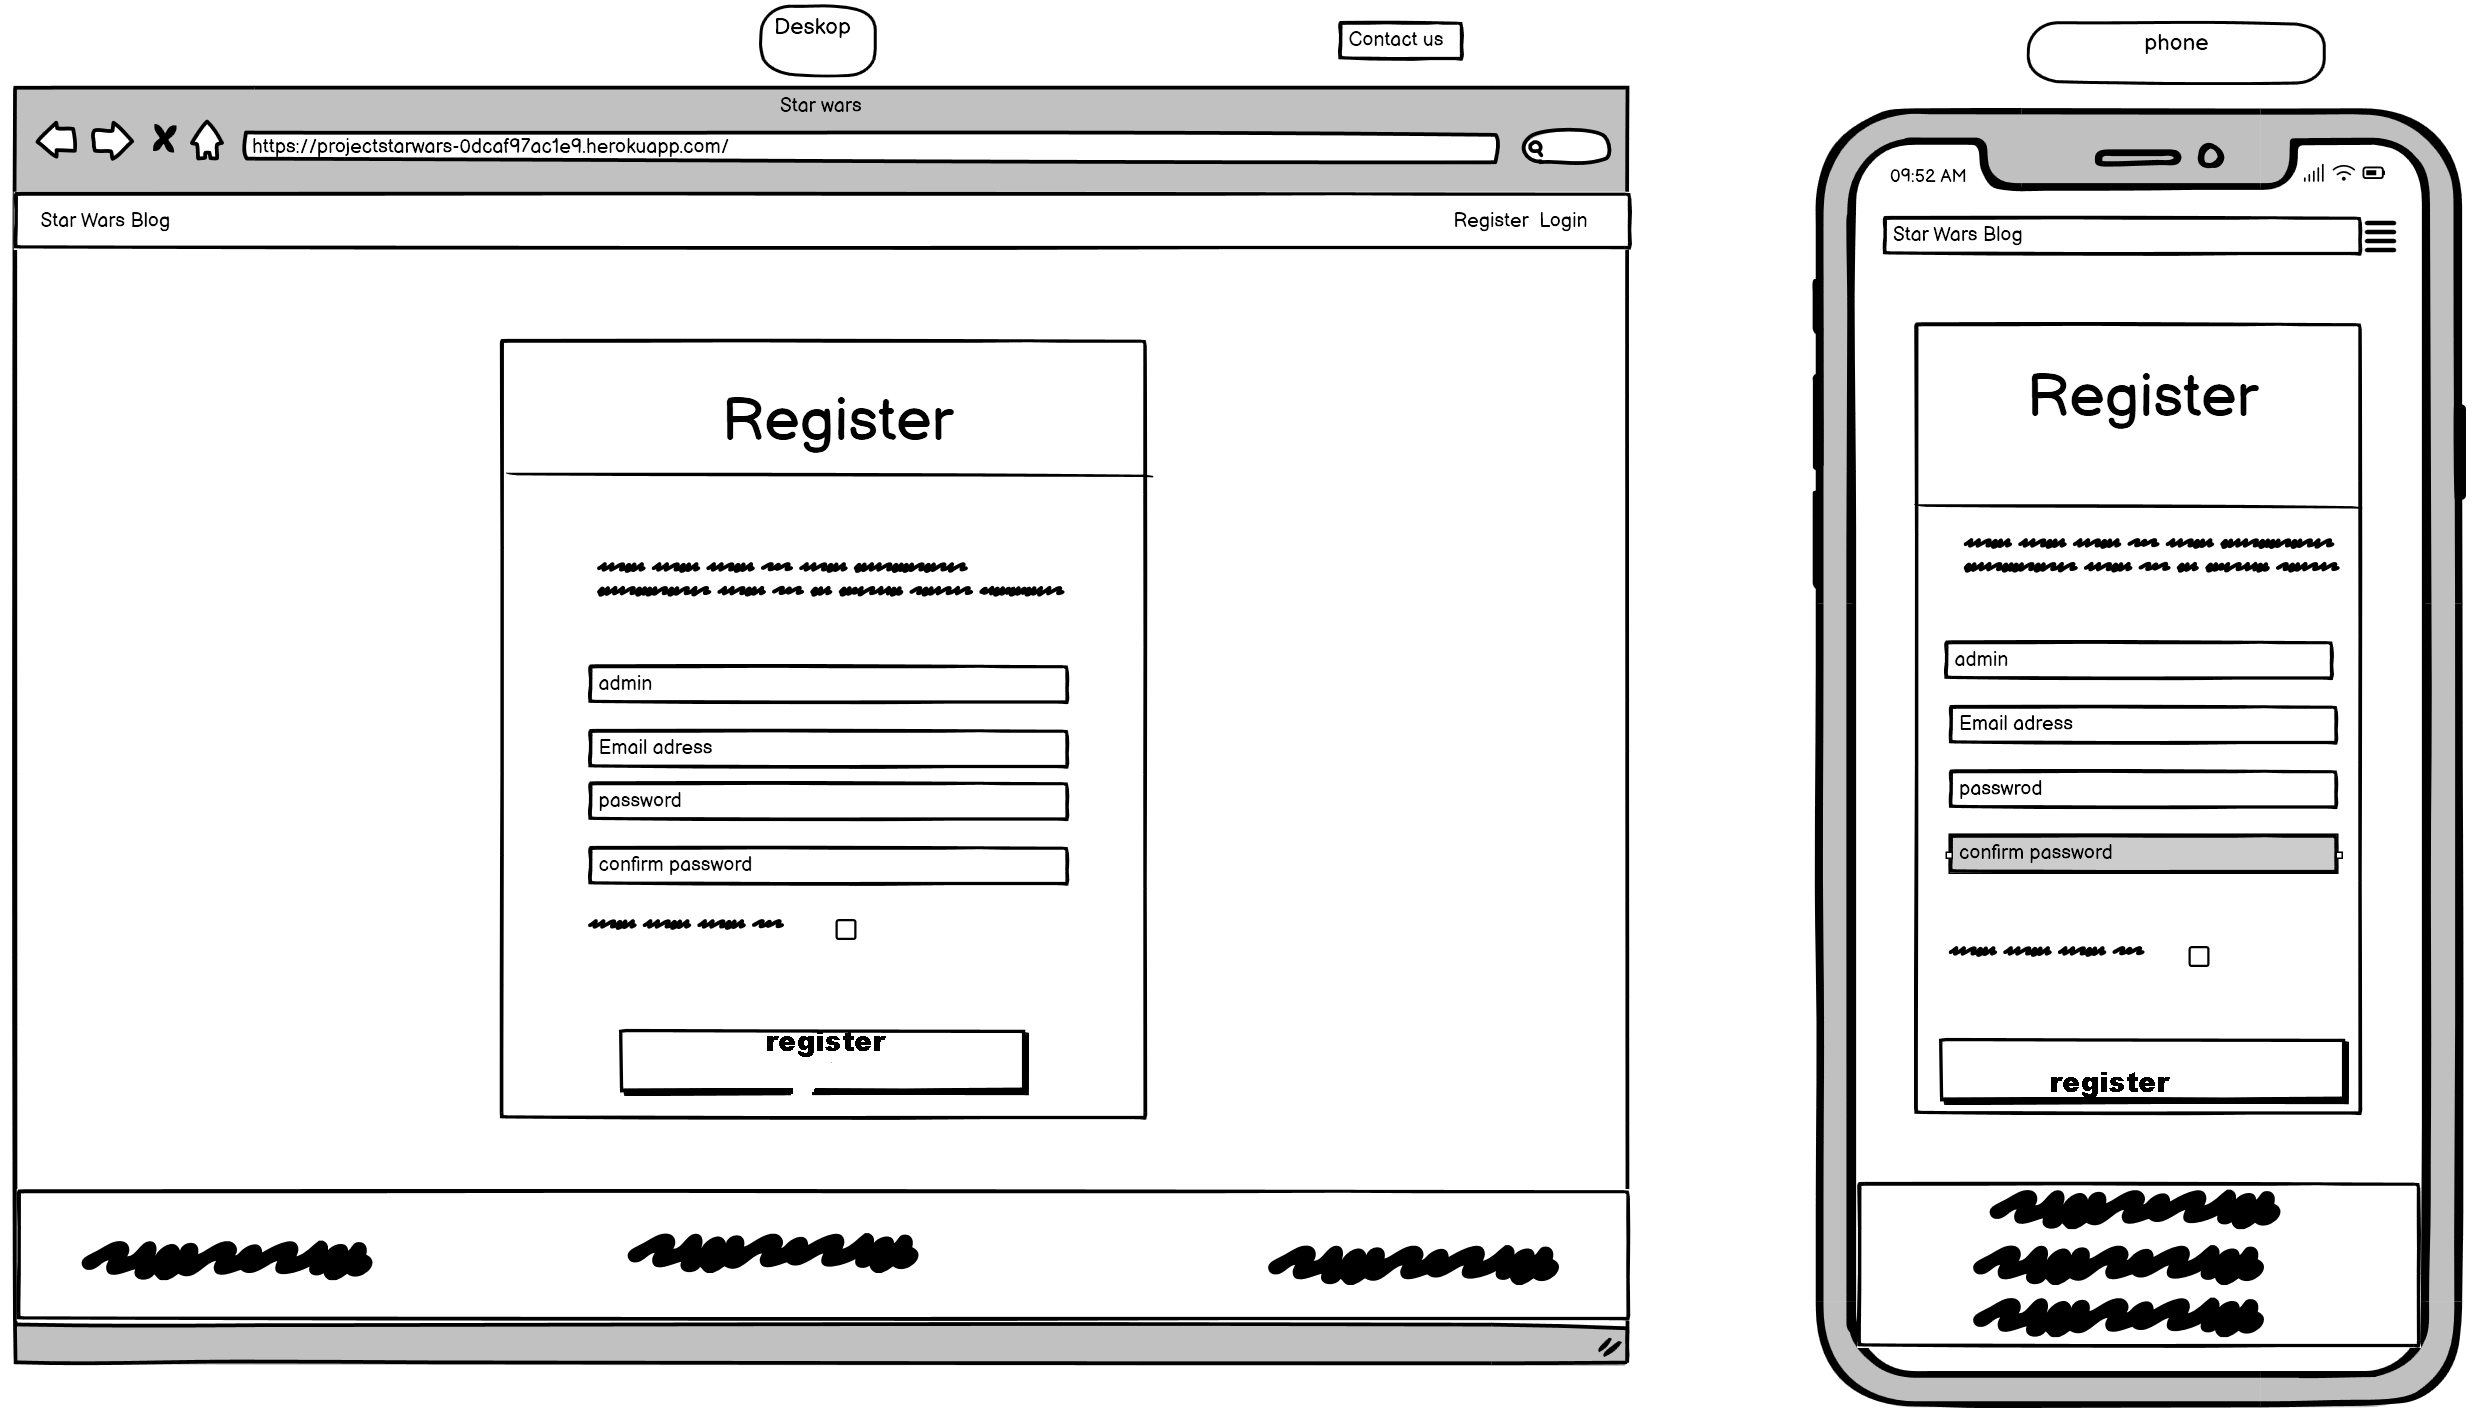 Deskop
Contact us
phone
Star wars
https://projectstarwars-0dcaf97ac1e9.herokuapp.com/
Star Wars Blog
Register Login
Register
admin
Email adress
password
confirm password
register
09:52 AM
Star Wars Blog
Register
admin
Email adress
passwrod
confirm password
register